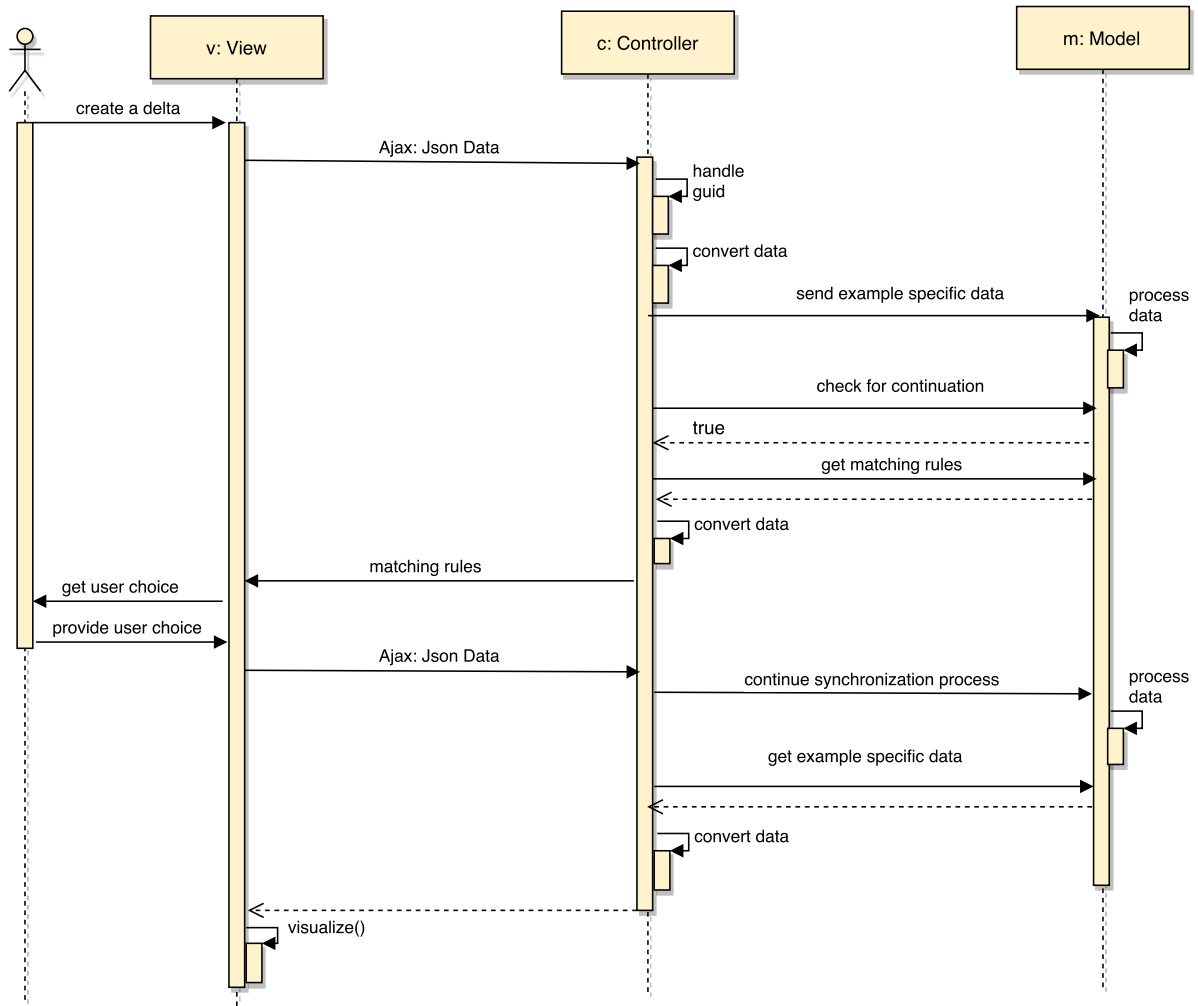 v: View
c: Controller
m: Model
create a delta
Ajax: Json Data
handle
guid
convert data
send example specific data
process
data
check for continuation
true
get matching rules
convert data
matching rules
get user choice
provide user choice
Ajax: Json Data
continue synchronization process
process
data
get example specific data
convert data
visualize()